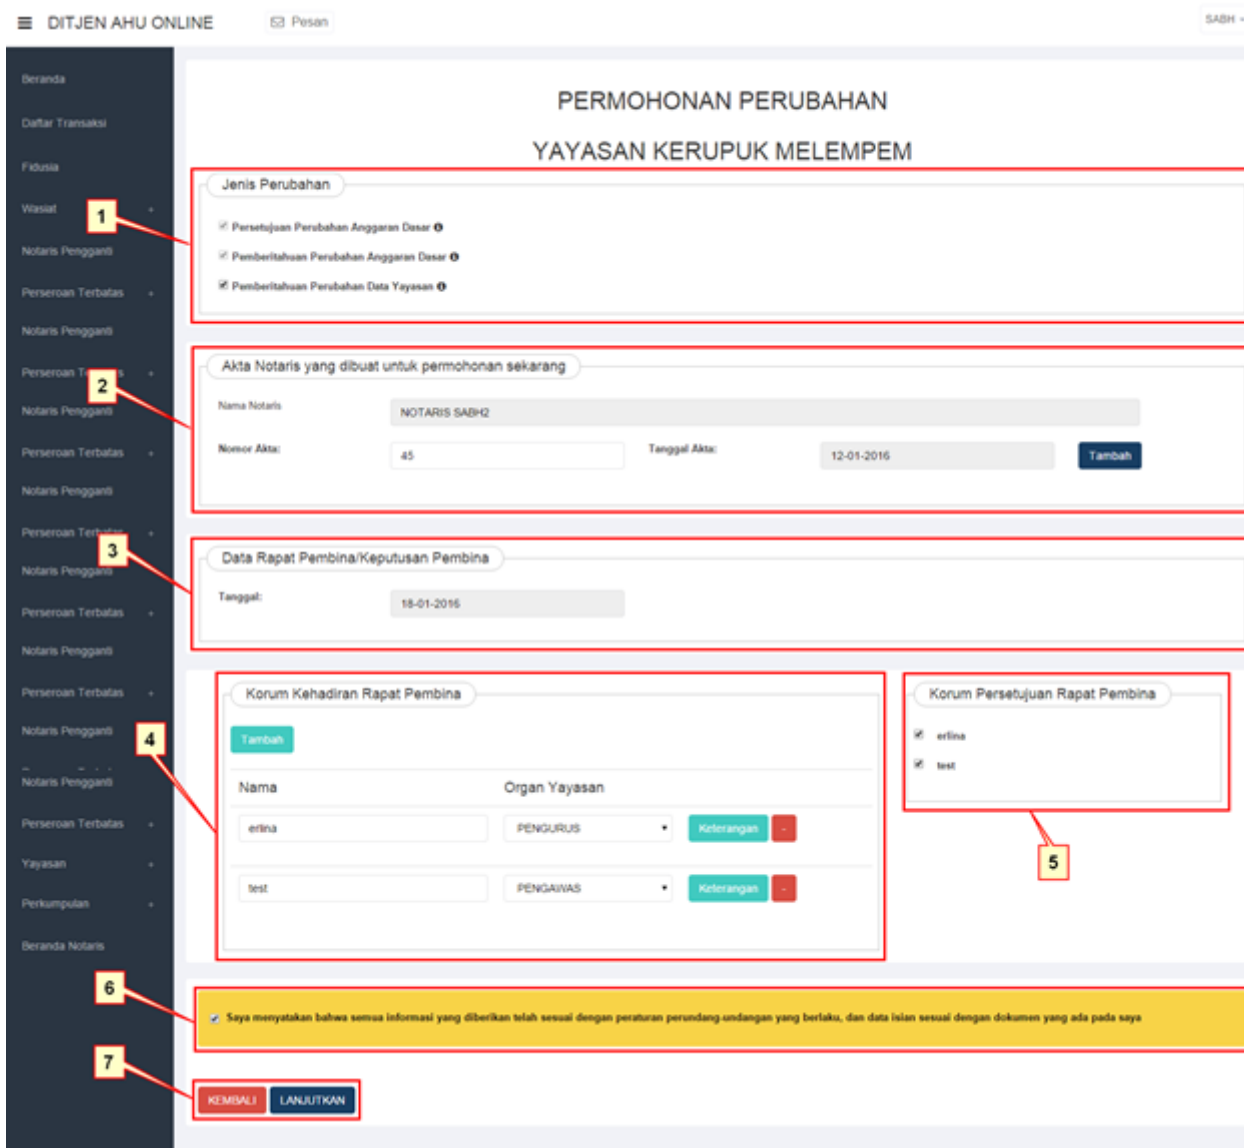 DITJEN AHU ONLINE
Pesan
SABH
Beranda
Daftar Transaksi
Fidusia
Wasiat +
Notaris Pengganti
Perseroan Terbatas +
Notaris Pengganti
Perseroan +
Notaris Pengganti
Perseroan Terbatas +
Notaris Pengganti
Perseroan Terbatas +
Notaris Pengganti
Perseroan Terbatas +
Notaris Pengganti
Perseroan Terbatas +
Notaris Pengganti
Notaris Pengganti
Perseroan Terbatas +
Yayasan +
Perkumpulan +
Beranda Notaris
PERMOHONAN PERUBAHAN
YAYASAN KERUPUK MELEMPEM
1
Jenis Perubahan
Persetujuan Perubahan Anggaran Dasar
Pemberitahuan Perubahan Anggaran Dasar
Pemberitahuan Perubahan Data Yayasan
2
Akta Notaris yang dibuat untuk permohonan sekarang
Nama Notaris NOTARIS SABH2
Nomor Akta: 45 Tanggal Akta: 12-01-2016 Tambah
3
Data Rapat Pembina/Keputusan Pembina
Tanggal: 18-01-2016
4
Korum Kehadiran Rapat Pembina
Tambah
Nama Organ Yayasan
erlina PENGURUS Keterangan -
test PENGAWAS Keterangan -
Korum Persetujuan Rapat Pembina
erlina
test
5
6
Saya menyatakan bahwa semua informasi yang diberikan telah sesuai dengan peraturan perundang-undangan yang berlaku, dan data isian sesuai dengan dokumen yang ada pada saya
7
KEMBALI LANJUTKAN